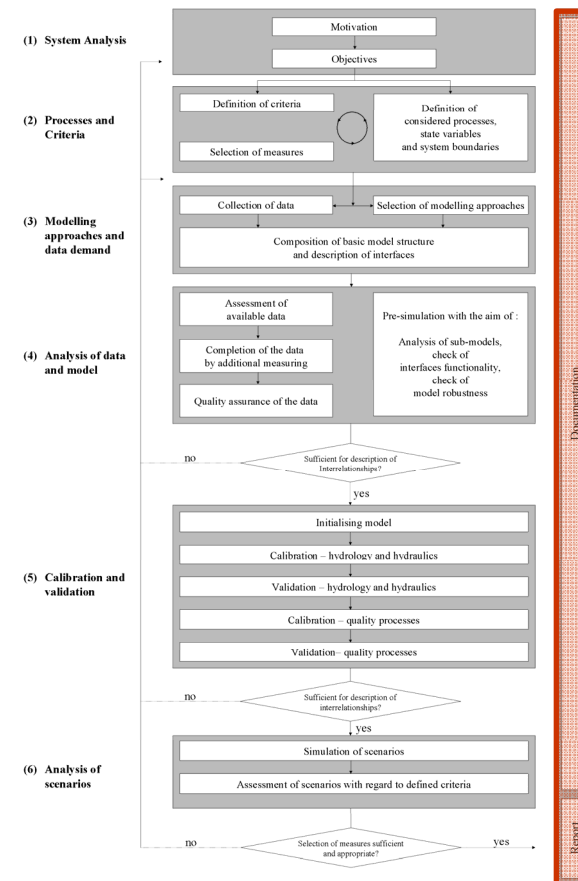 (1) System Analysis
Motivation
Objectives
(2) Processes and
Criteria
Definition of criteria
Selection of measures
Definition of
considered processes,
state variables
and system boundaries
(3) Modelling
approaches and
data demand
Collection of data
Selection of modelling approaches
Composition of basic model structure
and description of interfaces
(4) Analysis of data
and model
Assessment of
available data
Completion of the data
by additional measuring
Quality assurance of the data
Pre-simulation with the aim of :
Analysis of sub-models,
check of
interfaces functionality,
check of
model robustness
no
Sufficient for description of
Interrelationships?
yes
(5) Calibration and
validation
Initialising model
Calibration – hydrology and hydraulics
Validation – hydrology and hydraulics
Calibration – quality processes
Validation– quality processes
no
Sufficient for description of
interrelationships?
yes
(6) Analysis of
scenarios
Simulation of scenarios
Assessment of scenarios with regard to defined criteria
no
Selection of measures sufficient
and appropriate?
yes
Documentation
Report